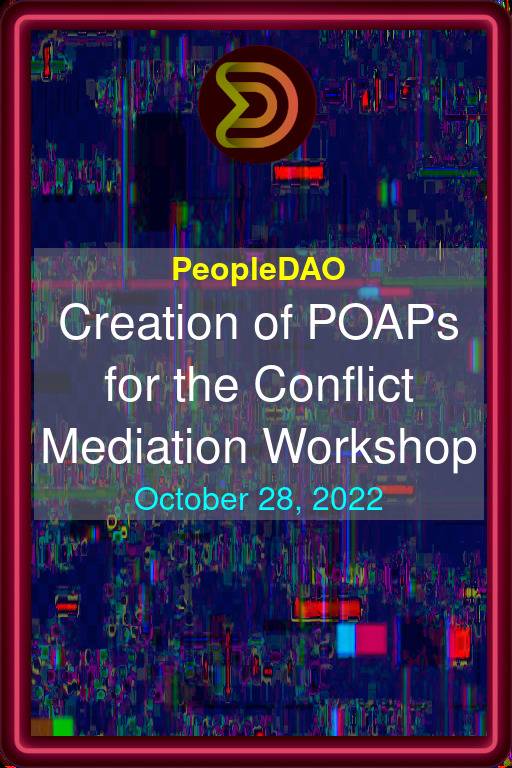 PeopleDAO
Creation of POAPs
for the Conflict
Mediation Workshop
October 28, 2022